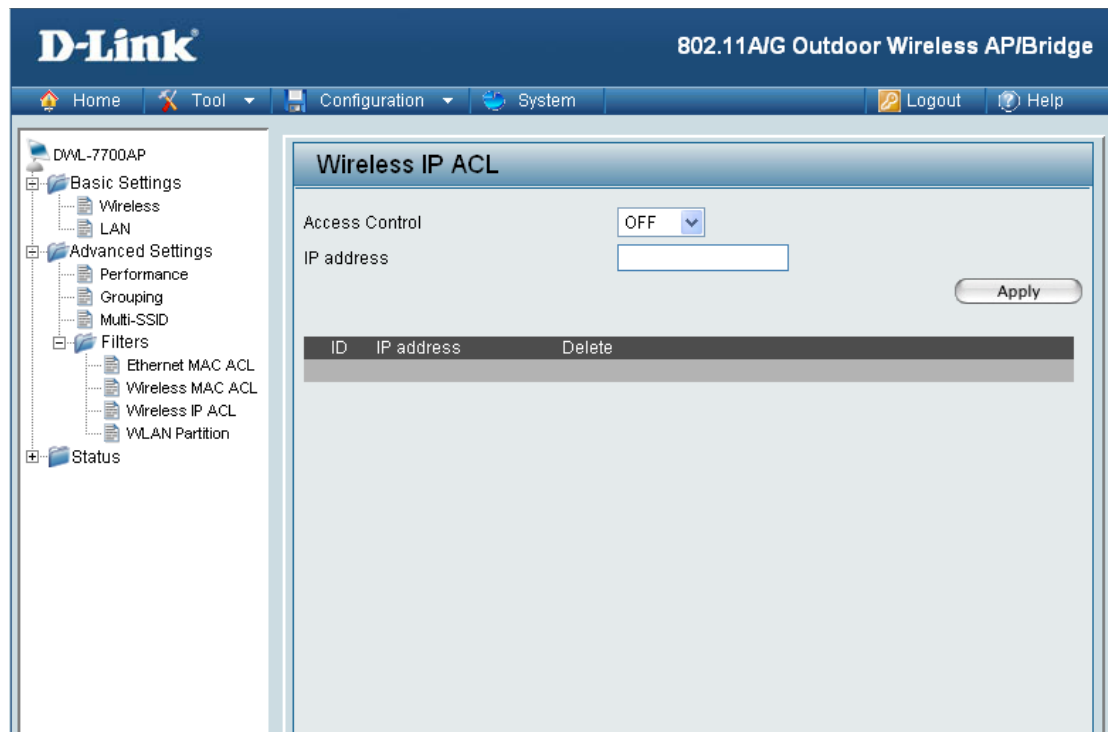 D-Link
802.11A/G Outdoor Wireless AP/Bridge
Home Tool Configuration System Logout Help
DWL-7700AP
Basic Settings
Wireless
LAN
Advanced Settings
Performance
Grouping
Multi-SSID
Filters
Ethernet MAC ACL
Wireless MAC ACL
Wireless IP ACL
WLAN Partition
Status
Wireless IP ACL
Access Control OFF
IP address
Apply
ID IP address Delete